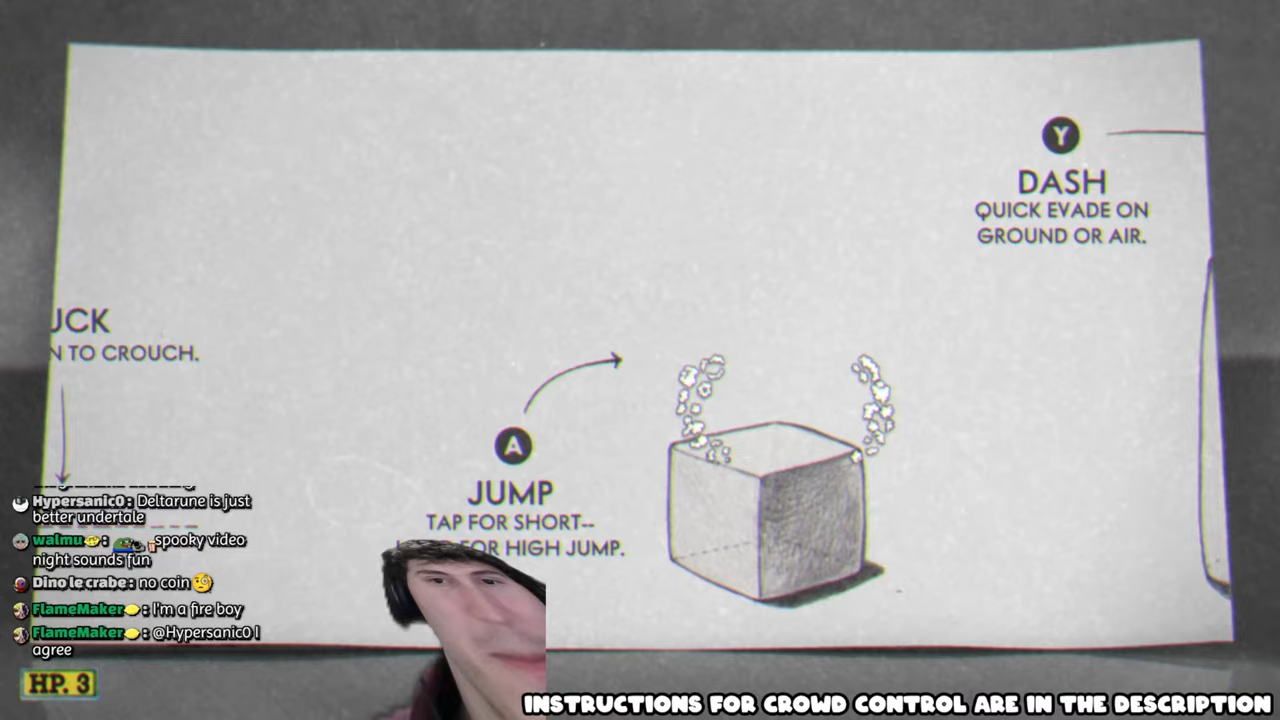 Y
DASH
QUICK EVADE ON
GROUND OR AIR.
UCK
N TO CROUCH.
A
JUMP
TAP FOR SHORT--
FOR HIGH JUMP.
Hypersanic0: Deltarune is just
better undertale
walmu: spooky video
night sounds fun
Dino le crabe: no coin
FlameMaker: I'm a fire boy
FlameMaker: @Hypersanic0 I
agree
HP. 3
INSTRUCTIONS FOR CROWD CONTROL ARE IN THE DESCRIPTION